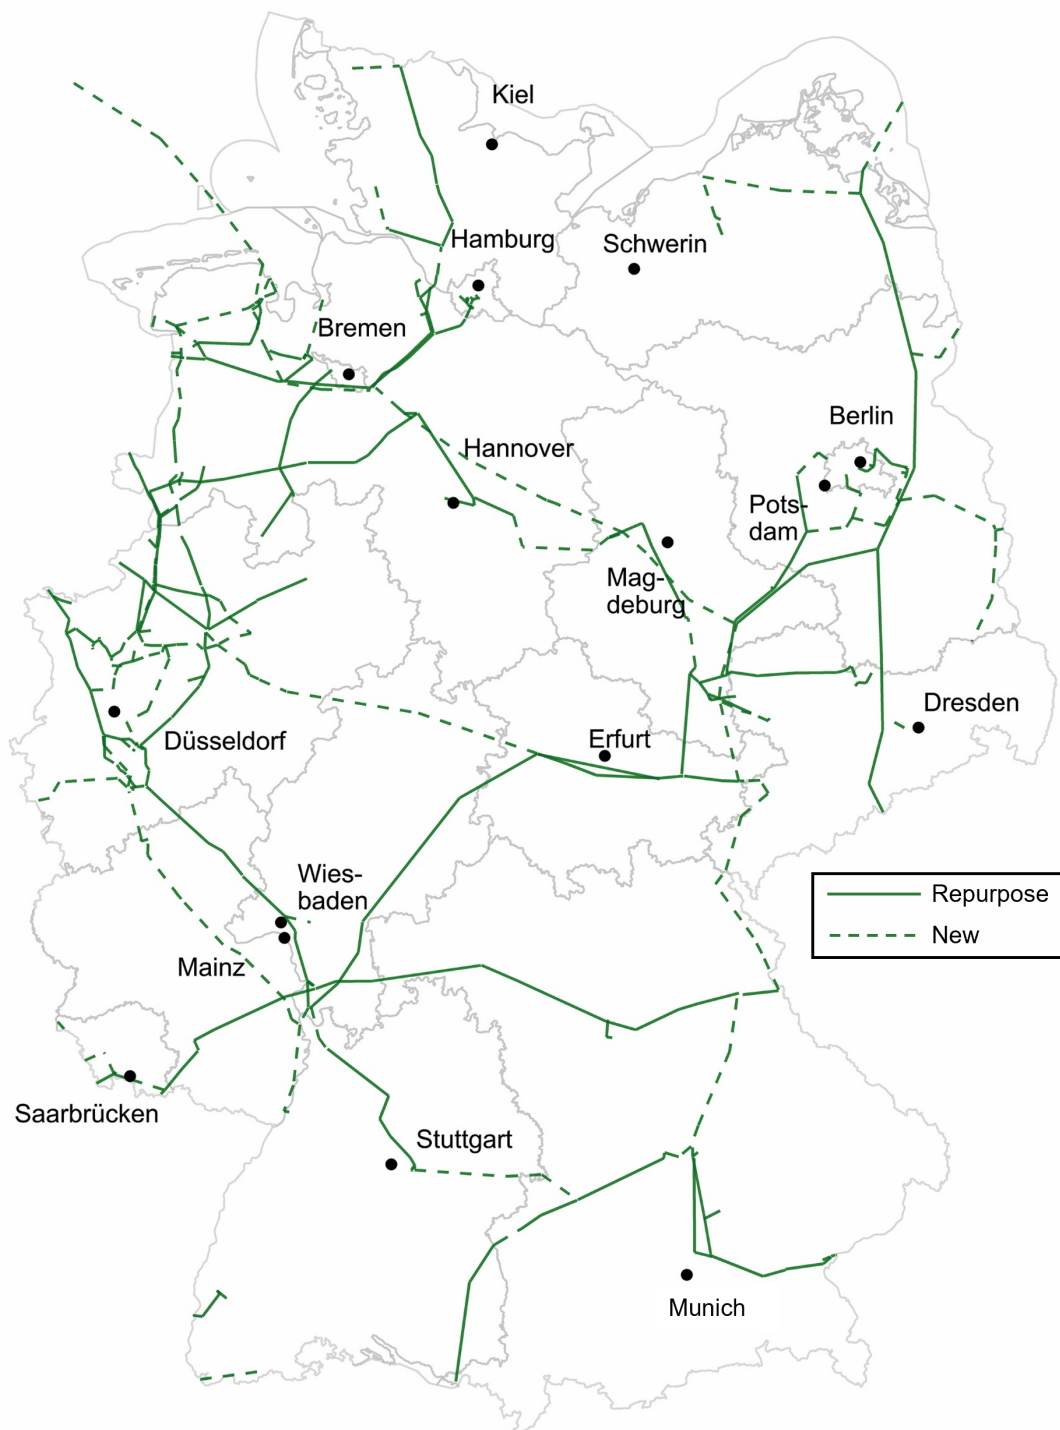 Kiel
Hamburg
Schwerin
Bremen
Berlin
Hannover
Pots-
dam
Mag-
deburg
Dresden
Düsseldorf
Erfurt
Wies-
baden
Repurpose
New
Mainz
Saarbrücken
Stuttgart
Munich